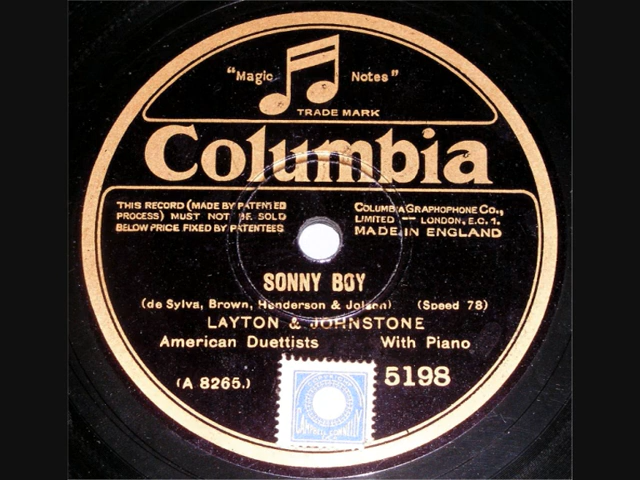 "Magic Notes"
TRADE MARK
Columbia
THIS RECORD (MADE BY PATENTED
PROCESS) MUST NOT BE SOLD
BELOW PRICE FIXED BY PATENTEES
COLUMBIA GRAPHOPHONE CO.,
LIMITED — LONDON, E.C. 1.
MADE IN ENGLAND
SONNY BOY
(de Sylva, Brown, Henderson & Jolson) (Speed 78)
LAYTON & JOHNSTONE
American Duettists With Piano
(A 8265.) 5198
CAMPBELL CONNELLY